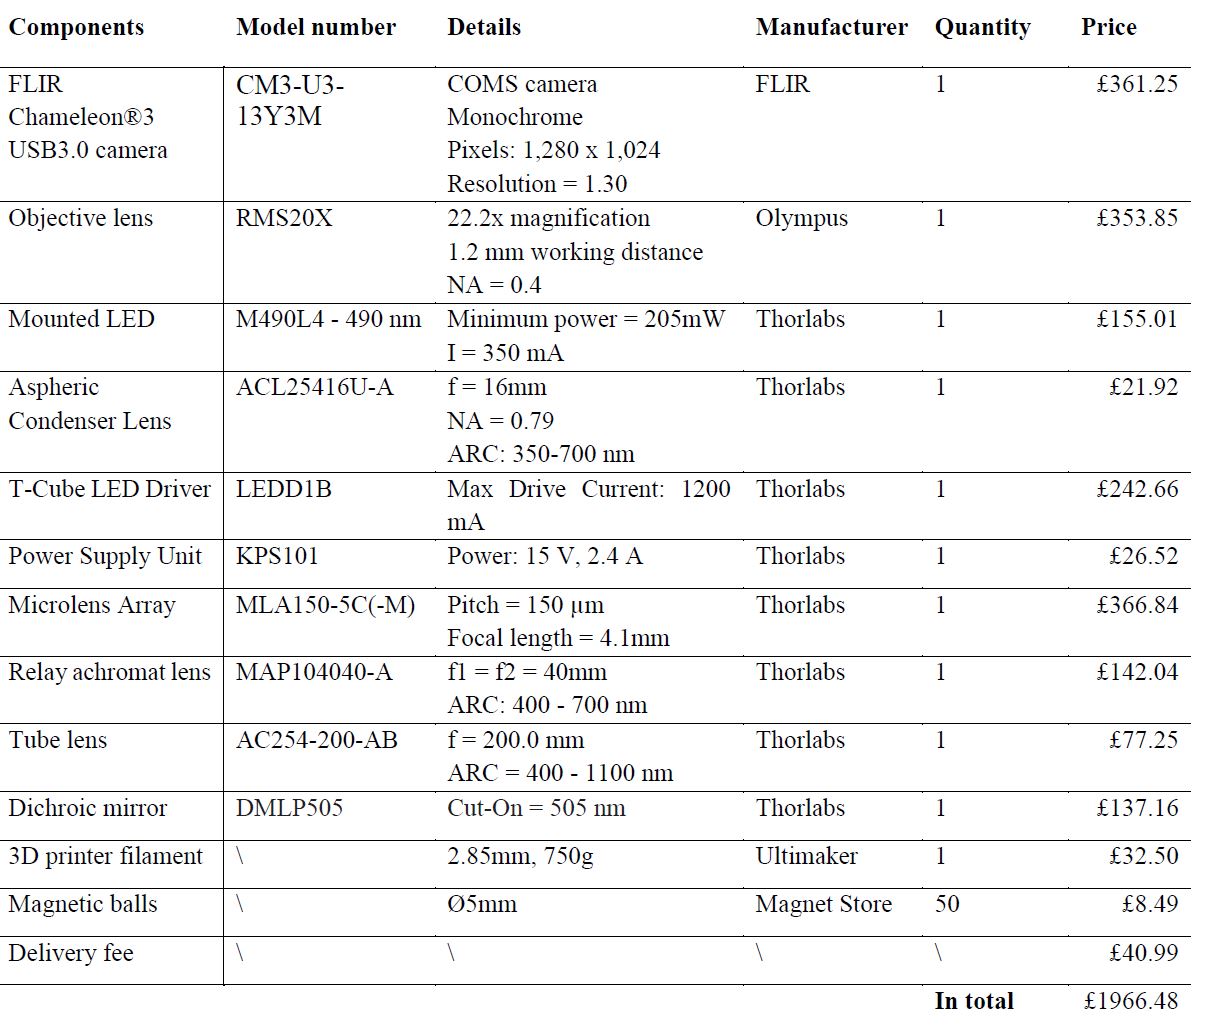 Components Model number Details Manufacturer Quantity Price
FLIR CM3-U3- COMS camera FLIR 1 £361.25
Chameleon®3 13Y3M Monochrome
USB3.0 camera Pixels: 1,280 x 1,024
Resolution = 1.30
Objective lens RMS20X 22.2x magnification Olympus 1 £353.85
1.2 mm working distance
NA = 0.4
Mounted LED M490L4 - 490 nm Minimum power = 205mW Thorlabs 1 £155.01
I = 350 mA
Aspheric ACL25416U-A f = 16mm Thorlabs 1 £21.92
Condenser Lens NA = 0.79
ARC: 350-700 nm
T-Cube LED Driver LEDD1B Max Drive Current: 1200 Thorlabs 1 £242.66
mA
Power Supply Unit KPS101 Power: 15 V, 2.4 A Thorlabs 1 £26.52
Microlens Array MLA150-5C(-M) Pitch = 150 µm Thorlabs 1 £366.84
Focal length = 4.1mm
Relay achromat lens MAP104040-A f1 = f2 = 40mm Thorlabs 1 £142.04
ARC: 400 - 700 nm
Tube lens AC254-200-AB f = 200.0 mm Thorlabs 1 £77.25
ARC = 400 - 1100 nm
Dichroic mirror DMLP505 Cut-On = 505 nm Thorlabs 1 £137.16
3D printer filament \ 2.85mm, 750g Ultimaker 1 £32.50
Magnetic balls \ Ø5mm Magnet Store 50 £8.49
Delivery fee \ \ \ \ £40.99
In total £1966.48